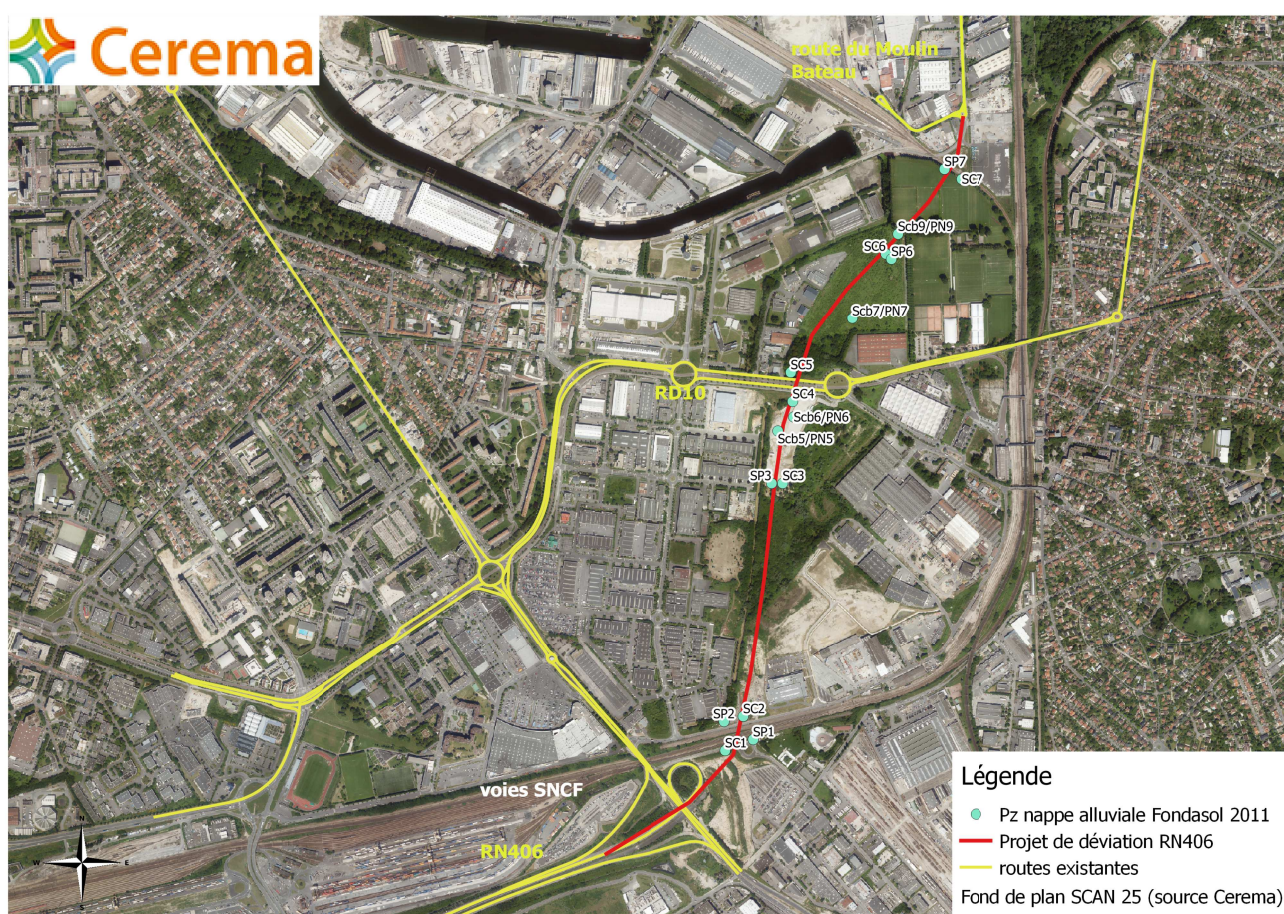 Cerema
route du Moulin
Bateau
SP7
SC7
Scb9/PN9
SC6
SP6
Scb7/PN7
SC5
RD10
SC4
Scb6/PN6
Scb5/PN5
SP3
SC3
SC2
SP2
SP1
SC1
voies SNCF
RN406
N
W
E
S
Légende
Pz nappe alluviale Fondasol 2011
Projet de déviation RN406
routes existantes
Fond de plan SCAN 25 (source Cerema)